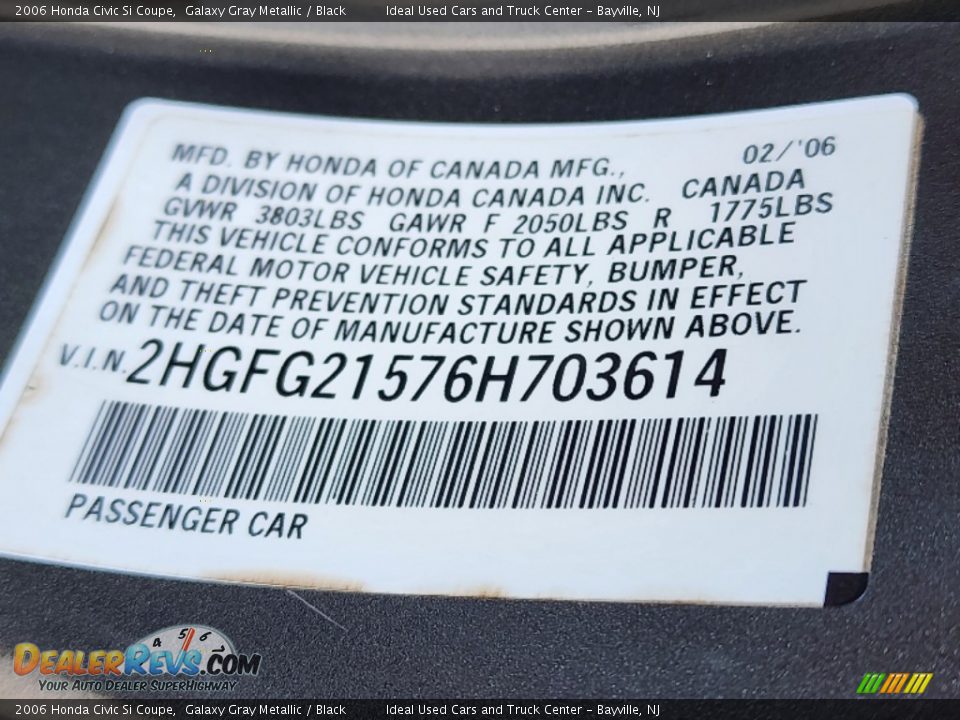 2006 Honda Civic Si Coupe,  Galaxy Gray Metallic / Black        Ideal Used Cars and Truck Center - Bayville, NJ
MFD. BY HONDA OF CANADA MFG., 02/'06
A DIVISION OF HONDA CANADA INC. CANADA
GVWR 3803LBS GAWR F 2050LBS R 1775LBS
THIS VEHICLE CONFORMS TO ALL APPLICABLE
FEDERAL MOTOR VEHICLE SAFETY, BUMPER,
AND THEFT PREVENTION STANDARDS IN EFFECT
ON THE DATE OF MANUFACTURE SHOWN ABOVE.
V.I.N. 2HGFG21576H703614
PASSENGER CAR
4 5 6
DEALERREVS.COM
YOUR AUTO DEALER SUPERHIGHWAY
2006 Honda Civic Si Coupe,  Galaxy Gray Metallic / Black        Ideal Used Cars and Truck Center - Bayville, NJ